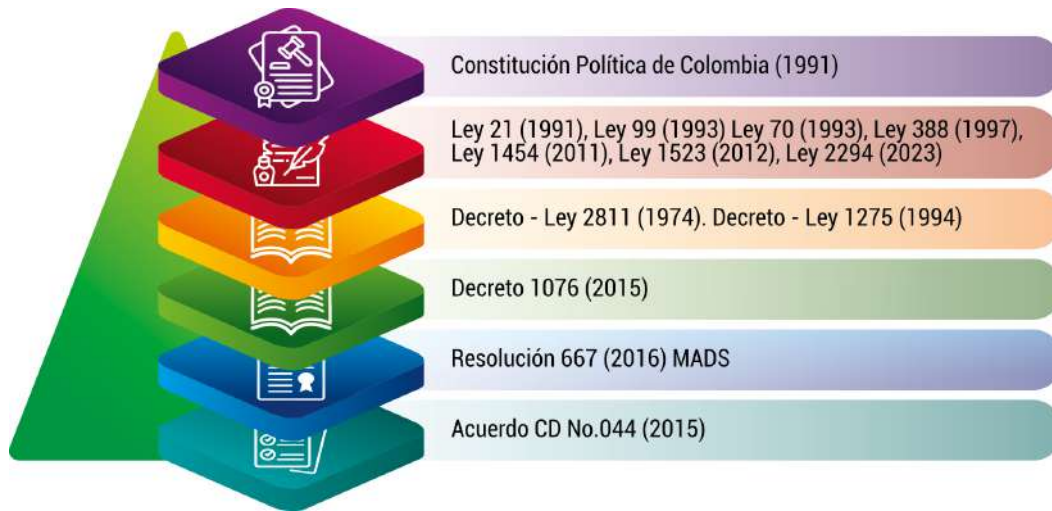 Constitución Política de Colombia (1991)
Ley 21 (1991), Ley 99 (1993) Ley 70 (1993), Ley 388 (1997),
Ley 1454 (2011), Ley 1523 (2012), Ley 2294 (2023)
Decreto - Ley 2811 (1974). Decreto - Ley 1275 (1994)
Decreto 1076 (2015)
Resolución 667 (2016) MADS
Acuerdo CD No.044 (2015)